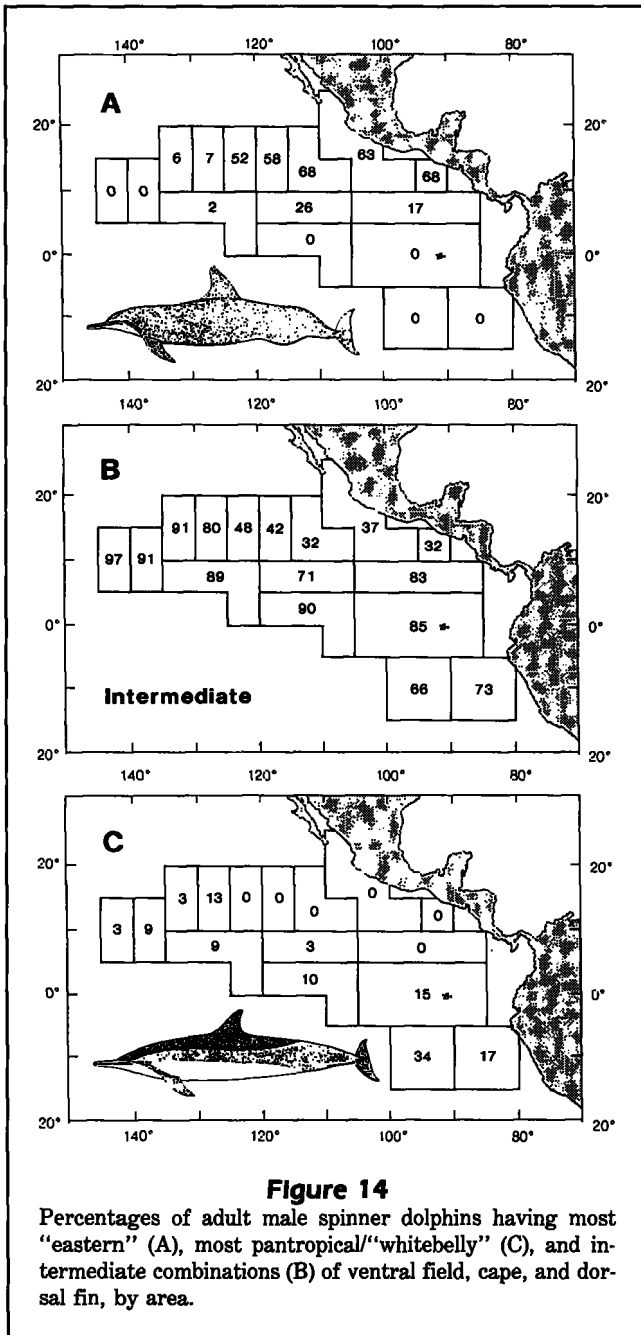 140° 120° 100° 80°
A
20° 20°
63
6 7 52 58 68 68
0 0
2 26 17
0 0
0° 0°
0 0
20° 20°
140° 120° 100° 80°
B
20° 20°
37
91 80 48 42 32 32
97 91
89 71 83
90 85
0° 0°
66 73
Intermediate
20° 20°
140° 120° 100° 80°
C
20° 20°
0
3 13 0 0 0 0
3 9
9 3 0
10 15
0° 0°
34 17
20° 20°
140° 120° 100° 80°
Figure 14
Percentages of adult male spinner dolphins having most
"eastern" (A), most pantropical/"whitebelly" (C), and in-
termediate combinations (B) of ventral field, cape, and dor-
sal fin, by area.